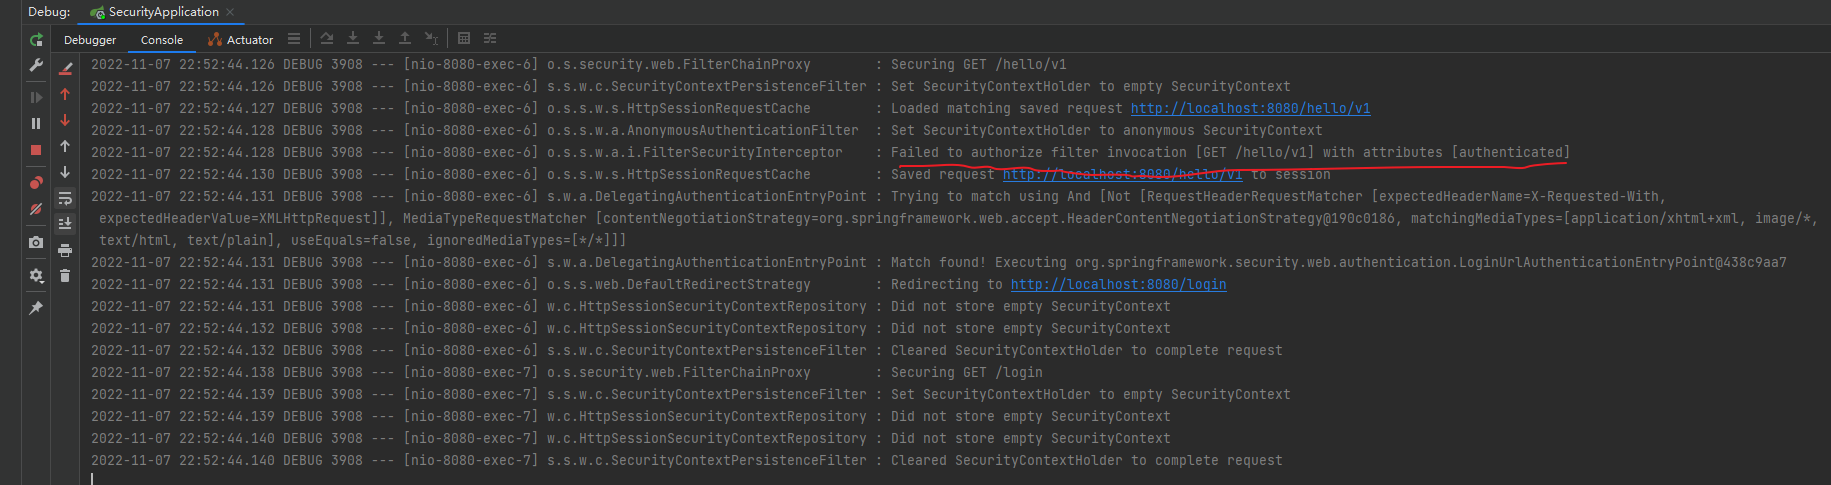 Debug: SecurityApplication
Debugger Console Actuator
2022-11-07 22:52:44.126 DEBUG 3908 --- [nio-8080-exec-6] o.s.security.web.FilterChainProxy : Securing GET /hello/v1
2022-11-07 22:52:44.126 DEBUG 3908 --- [nio-8080-exec-6] s.s.w.c.SecurityContextPersistenceFilter : Set SecurityContextHolder to empty SecurityContext
2022-11-07 22:52:44.127 DEBUG 3908 --- [nio-8080-exec-6] o.s.s.w.s.HttpSessionRequestCache : Loaded matching saved request http://localhost:8080/hello/v1
2022-11-07 22:52:44.128 DEBUG 3908 --- [nio-8080-exec-6] o.s.s.w.a.AnonymousAuthenticationFilter : Set SecurityContextHolder to anonymous SecurityContext
2022-11-07 22:52:44.128 DEBUG 3908 --- [nio-8080-exec-6] o.s.s.w.a.i.FilterSecurityInterceptor : Failed to authorize filter invocation [GET /hello/v1] with attributes [authenticated]
2022-11-07 22:52:44.130 DEBUG 3908 --- [nio-8080-exec-6] o.s.s.w.s.HttpSessionRequestCache : Saved request http://localhost:8080/hello/v1 to session
2022-11-07 22:52:44.131 DEBUG 3908 --- [nio-8080-exec-6] s.w.a.DelegatingAuthenticationEntryPoint : Trying to match using And [Not [RequestHeaderRequestMatcher [expectedHeaderName=X-Requested-With,
expectedHeaderValue=XMLHttpRequest]], MediaTypeRequestMatcher [contentNegotiationStrategy=org.springframework.web.accept.HeaderContentNegotiationStrategy@190c0186, matchingMediaTypes=[application/xhtml+xml, image/*,
text/html, text/plain], useEquals=false, ignoredMediaTypes=[*/*]]]
2022-11-07 22:52:44.131 DEBUG 3908 --- [nio-8080-exec-6] s.w.a.DelegatingAuthenticationEntryPoint : Match found! Executing org.springframework.security.web.authentication.LoginUrlAuthenticationEntryPoint@438c9aa7
2022-11-07 22:52:44.131 DEBUG 3908 --- [nio-8080-exec-6] o.s.s.web.DefaultRedirectStrategy : Redirecting to http://localhost:8080/login
2022-11-07 22:52:44.131 DEBUG 3908 --- [nio-8080-exec-6] w.c.HttpSessionSecurityContextRepository : Did not store empty SecurityContext
2022-11-07 22:52:44.132 DEBUG 3908 --- [nio-8080-exec-6] w.c.HttpSessionSecurityContextRepository : Did not store empty SecurityContext
2022-11-07 22:52:44.132 DEBUG 3908 --- [nio-8080-exec-6] s.s.w.c.SecurityContextPersistenceFilter : Cleared SecurityContextHolder to complete request
2022-11-07 22:52:44.138 DEBUG 3908 --- [nio-8080-exec-7] o.s.security.web.FilterChainProxy : Securing GET /login
2022-11-07 22:52:44.139 DEBUG 3908 --- [nio-8080-exec-7] s.s.w.c.SecurityContextPersistenceFilter : Set SecurityContextHolder to empty SecurityContext
2022-11-07 22:52:44.139 DEBUG 3908 --- [nio-8080-exec-7] w.c.HttpSessionSecurityContextRepository : Did not store empty SecurityContext
2022-11-07 22:52:44.140 DEBUG 3908 --- [nio-8080-exec-7] w.c.HttpSessionSecurityContextRepository : Did not store empty SecurityContext
2022-11-07 22:52:44.140 DEBUG 3908 --- [nio-8080-exec-7] s.s.w.c.SecurityContextPersistenceFilter : Cleared SecurityContextHolder to complete request